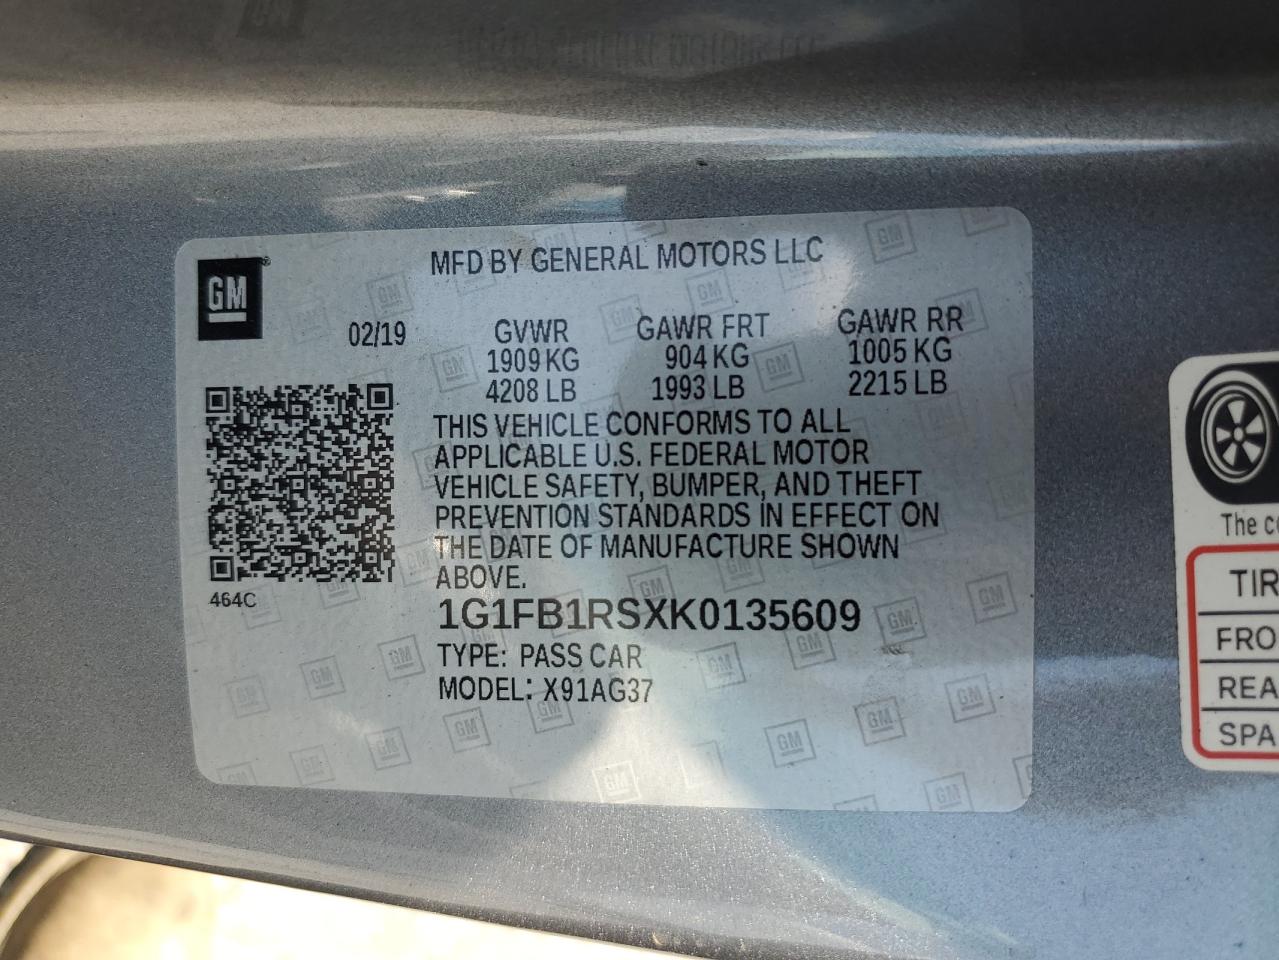 MFD BY GENERAL MOTORS LLC
GM
02/19 GVWR GAWR FRT GAWR RR
1909 KG 904 KG 1005 KG
4208 LB 1993 LB 2215 LB
THIS VEHICLE CONFORMS TO ALL
APPLICABLE U.S. FEDERAL MOTOR
VEHICLE SAFETY, BUMPER, AND THEFT
PREVENTION STANDARDS IN EFFECT ON
THE DATE OF MANUFACTURE SHOWN
ABOVE.
464C
1G1FB1RSXK0135609
TYPE: PASS CAR
MODEL: X91AG37
The co
TIR
FRO
REA
SPA